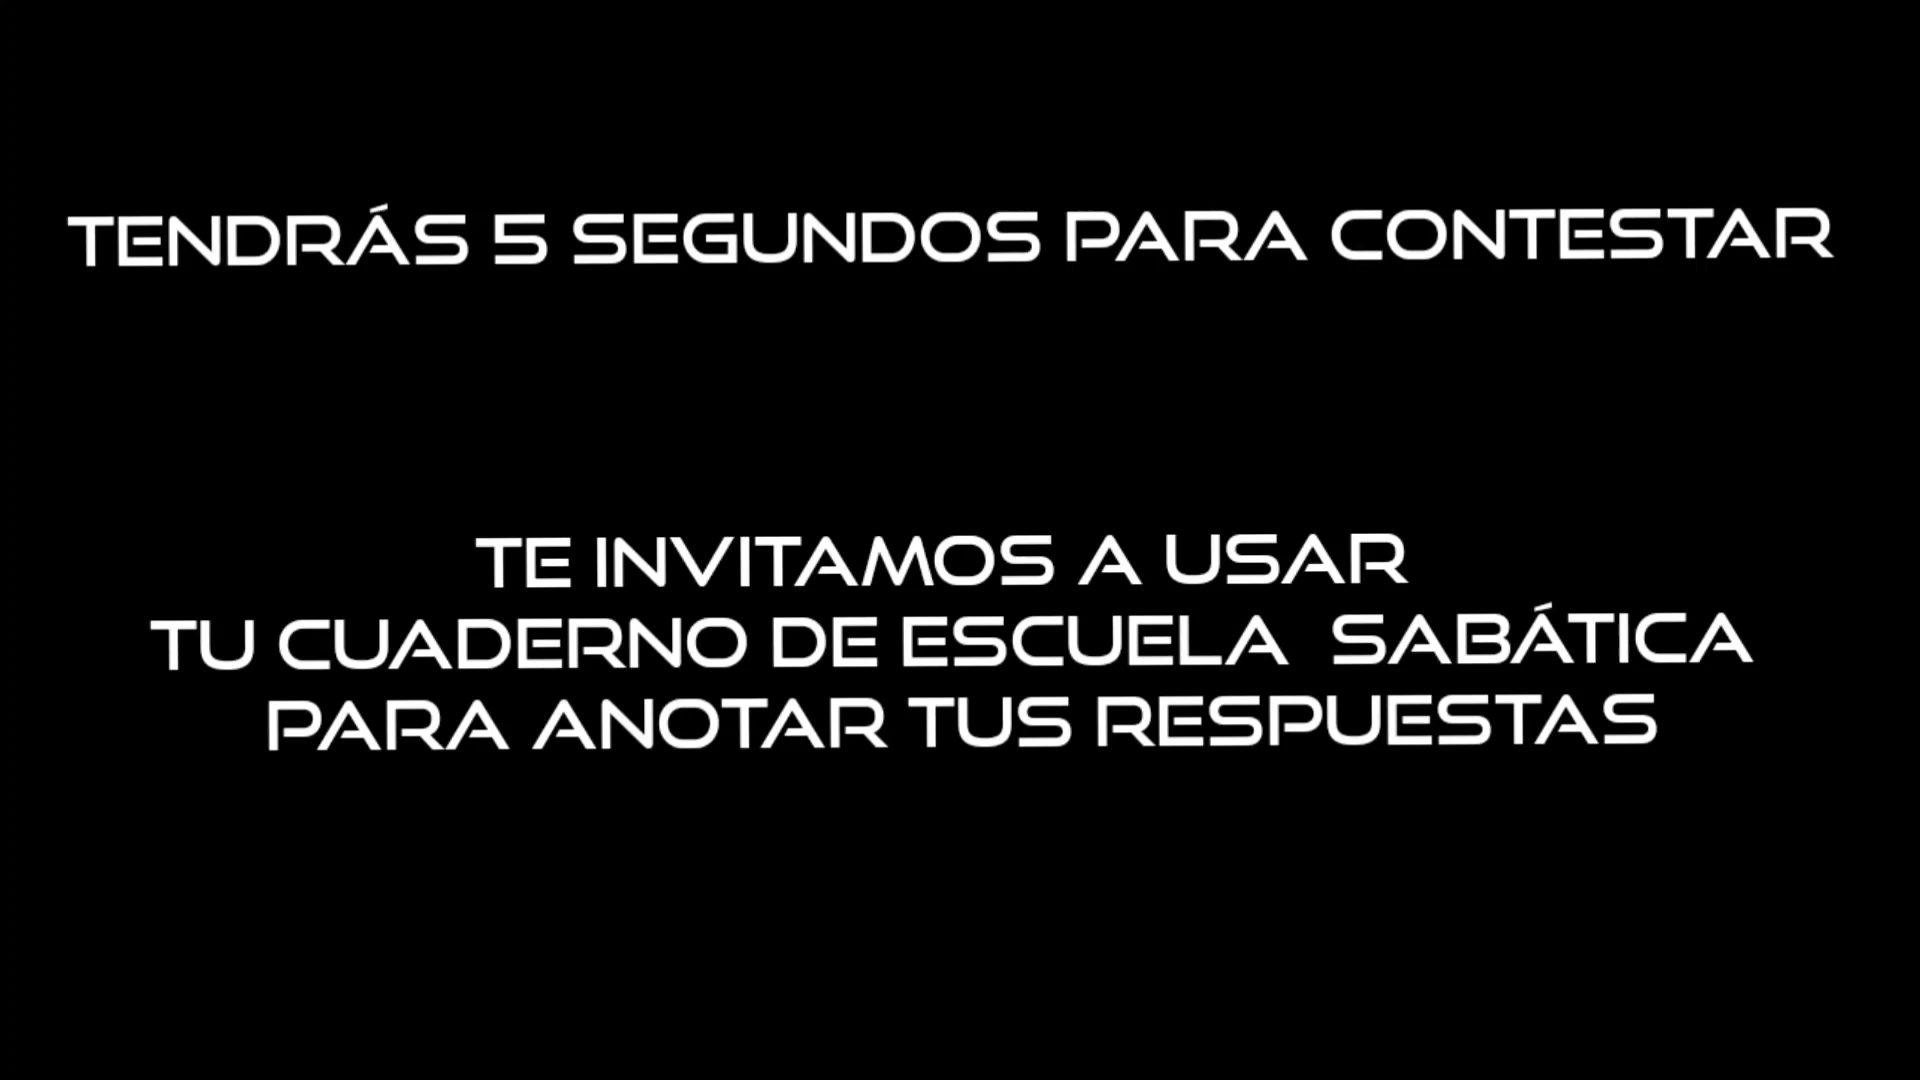 TENDRÁS 5 SEGUNDOS PARA CONTESTAR
TE INVITAMOS A USAR
TU CUADERNO DE ESCUELA SABÁTICA
PARA ANOTAR TUS RESPUESTAS